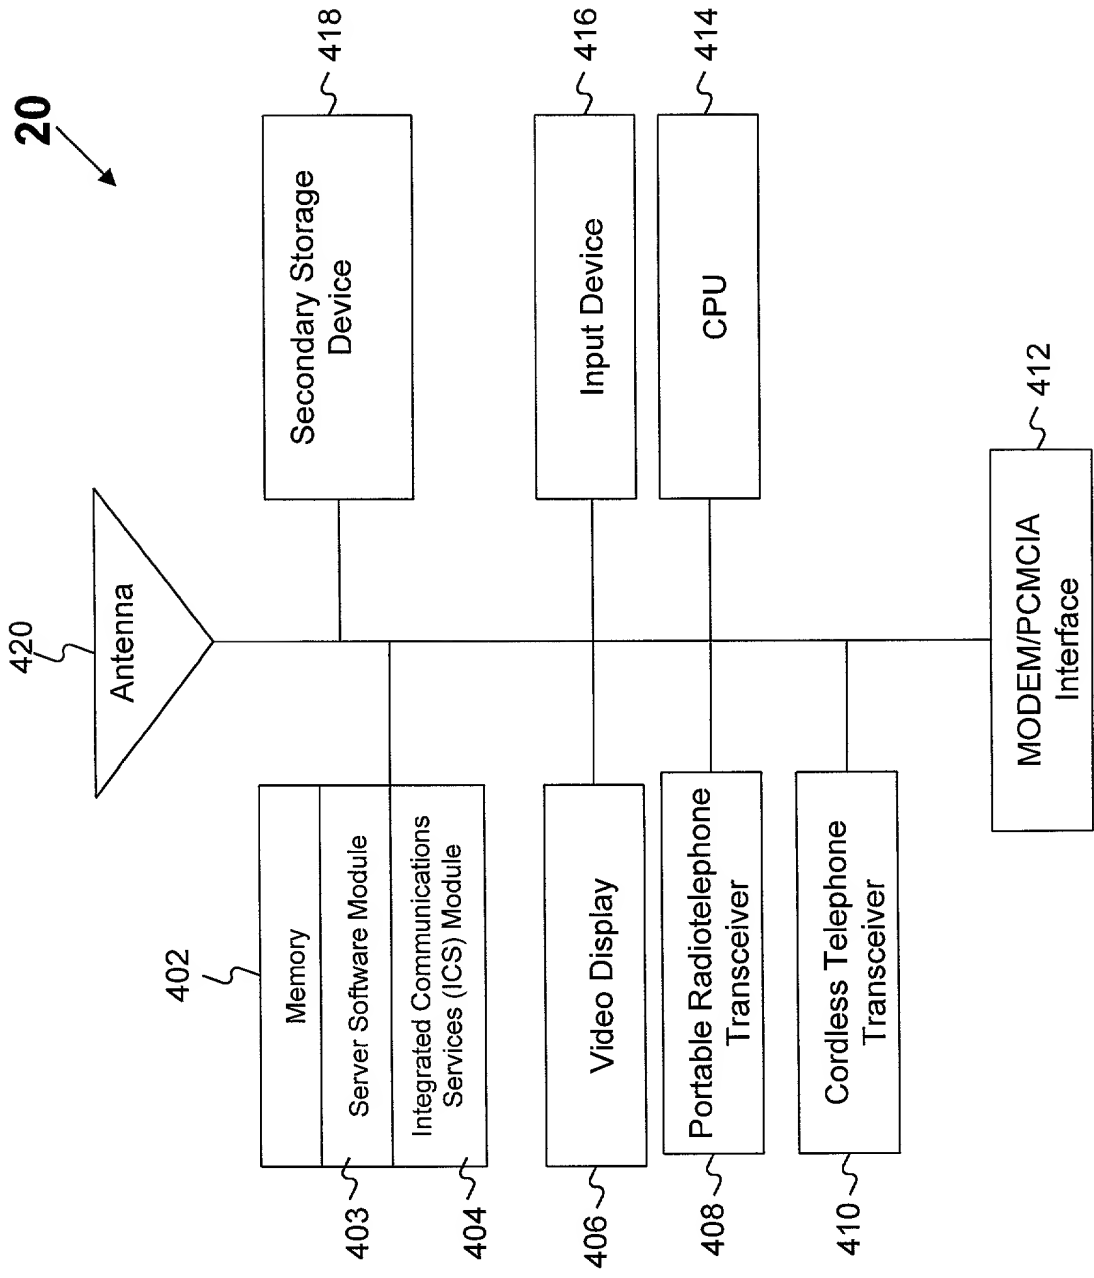 20
420
Antenna
402
Memory
Server Software Module
Integrated Communications
Services (ICS) Module
403
404
418
Secondary Storage
Device
406
Video Display
416
Input Device
408
Portable Radiotelephone
Transceiver
414
CPU
410
Cordless Telephone
Transceiver
412
MODEM/PCMCIA
Interface